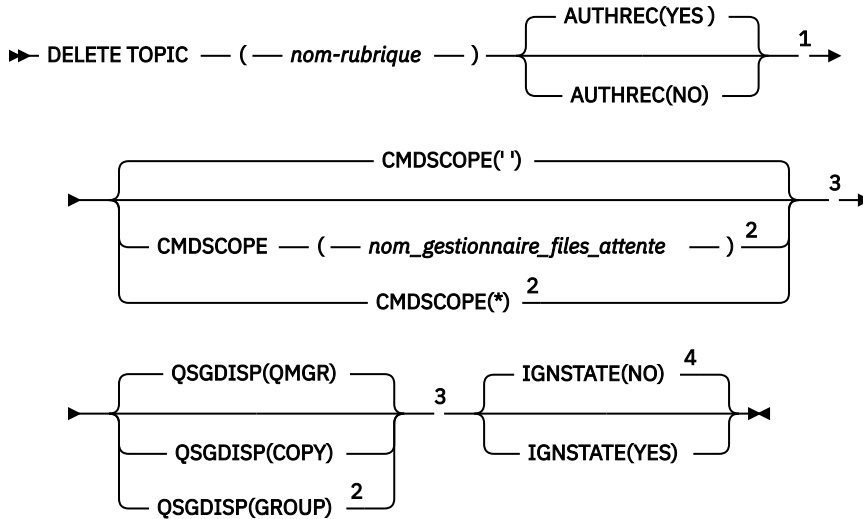 AUTHREC(YES )
DELETE TOPIC ( nom-rubrique ) 1
AUTHREC(NO)
CMDSCOPE(' ')
3
CMDSCOPE ( nom_gestionnaire_files_attente ) 2
CMDSCOPE(*) 2
QSGDISP(QMGR) 3 IGNSTATE(NO) 4
QSGDISP(COPY) IGNSTATE(YES)
QSGDISP(GROUP) 2